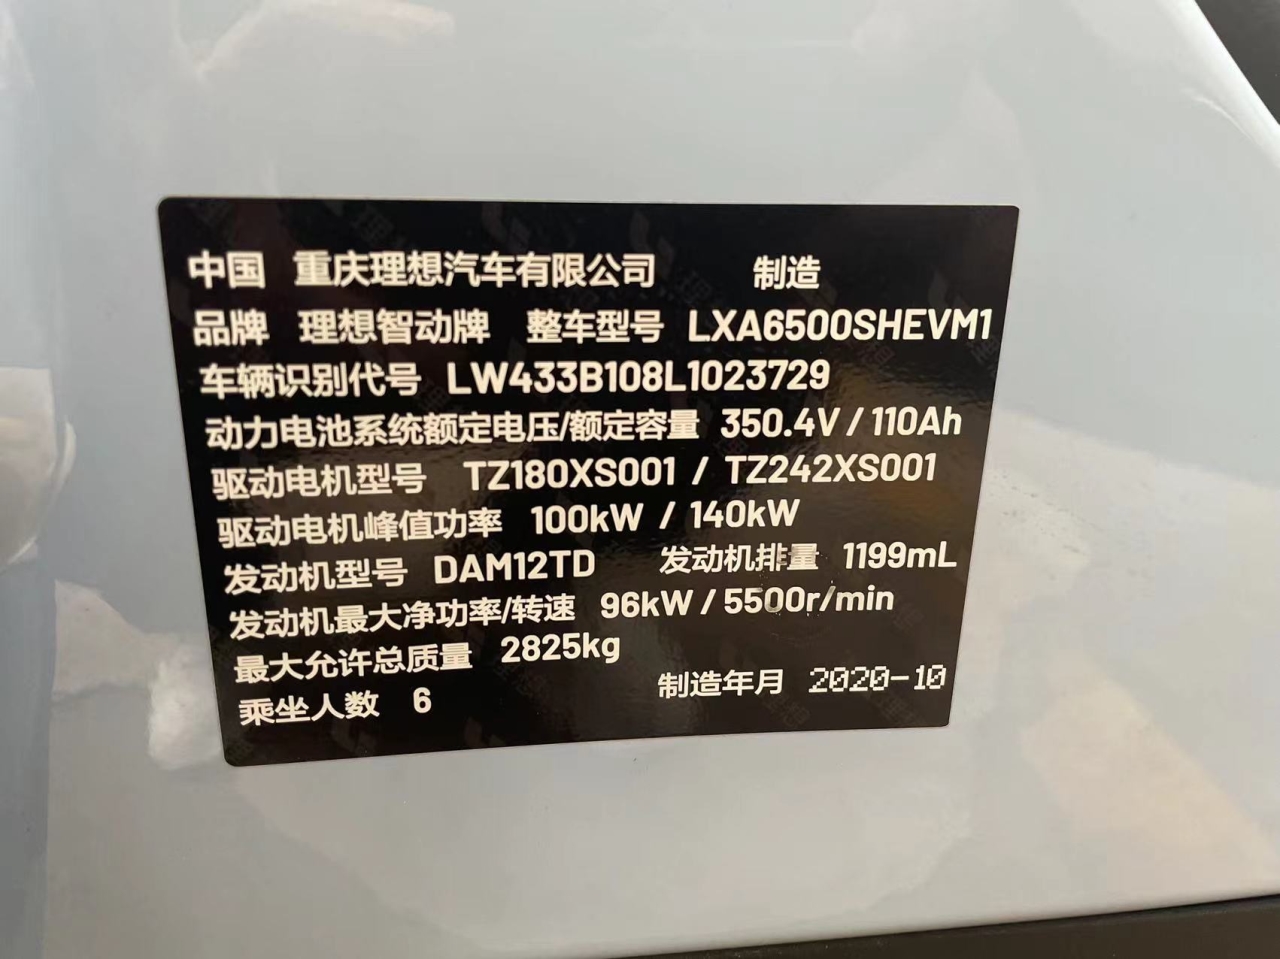 中国 重庆理想汽车有限公司 制造
品牌 理想智动牌 整车型号 LXA6500SHEVM1
车辆识别代号 LW433B108L1023729
动力电池系统额定电压/额定容量 350.4V / 110Ah
驱动电机型号 TZ180XS001 / TZ242XS001
驱动电机峰值功率 100kW / 140kW
发动机型号 DAM12TD 发动机排量 1199mL
发动机最大净功率/转速 96kW / 5500r/min
最大允许总质量 2825kg
乘坐人数 6 制造年月 2020-10